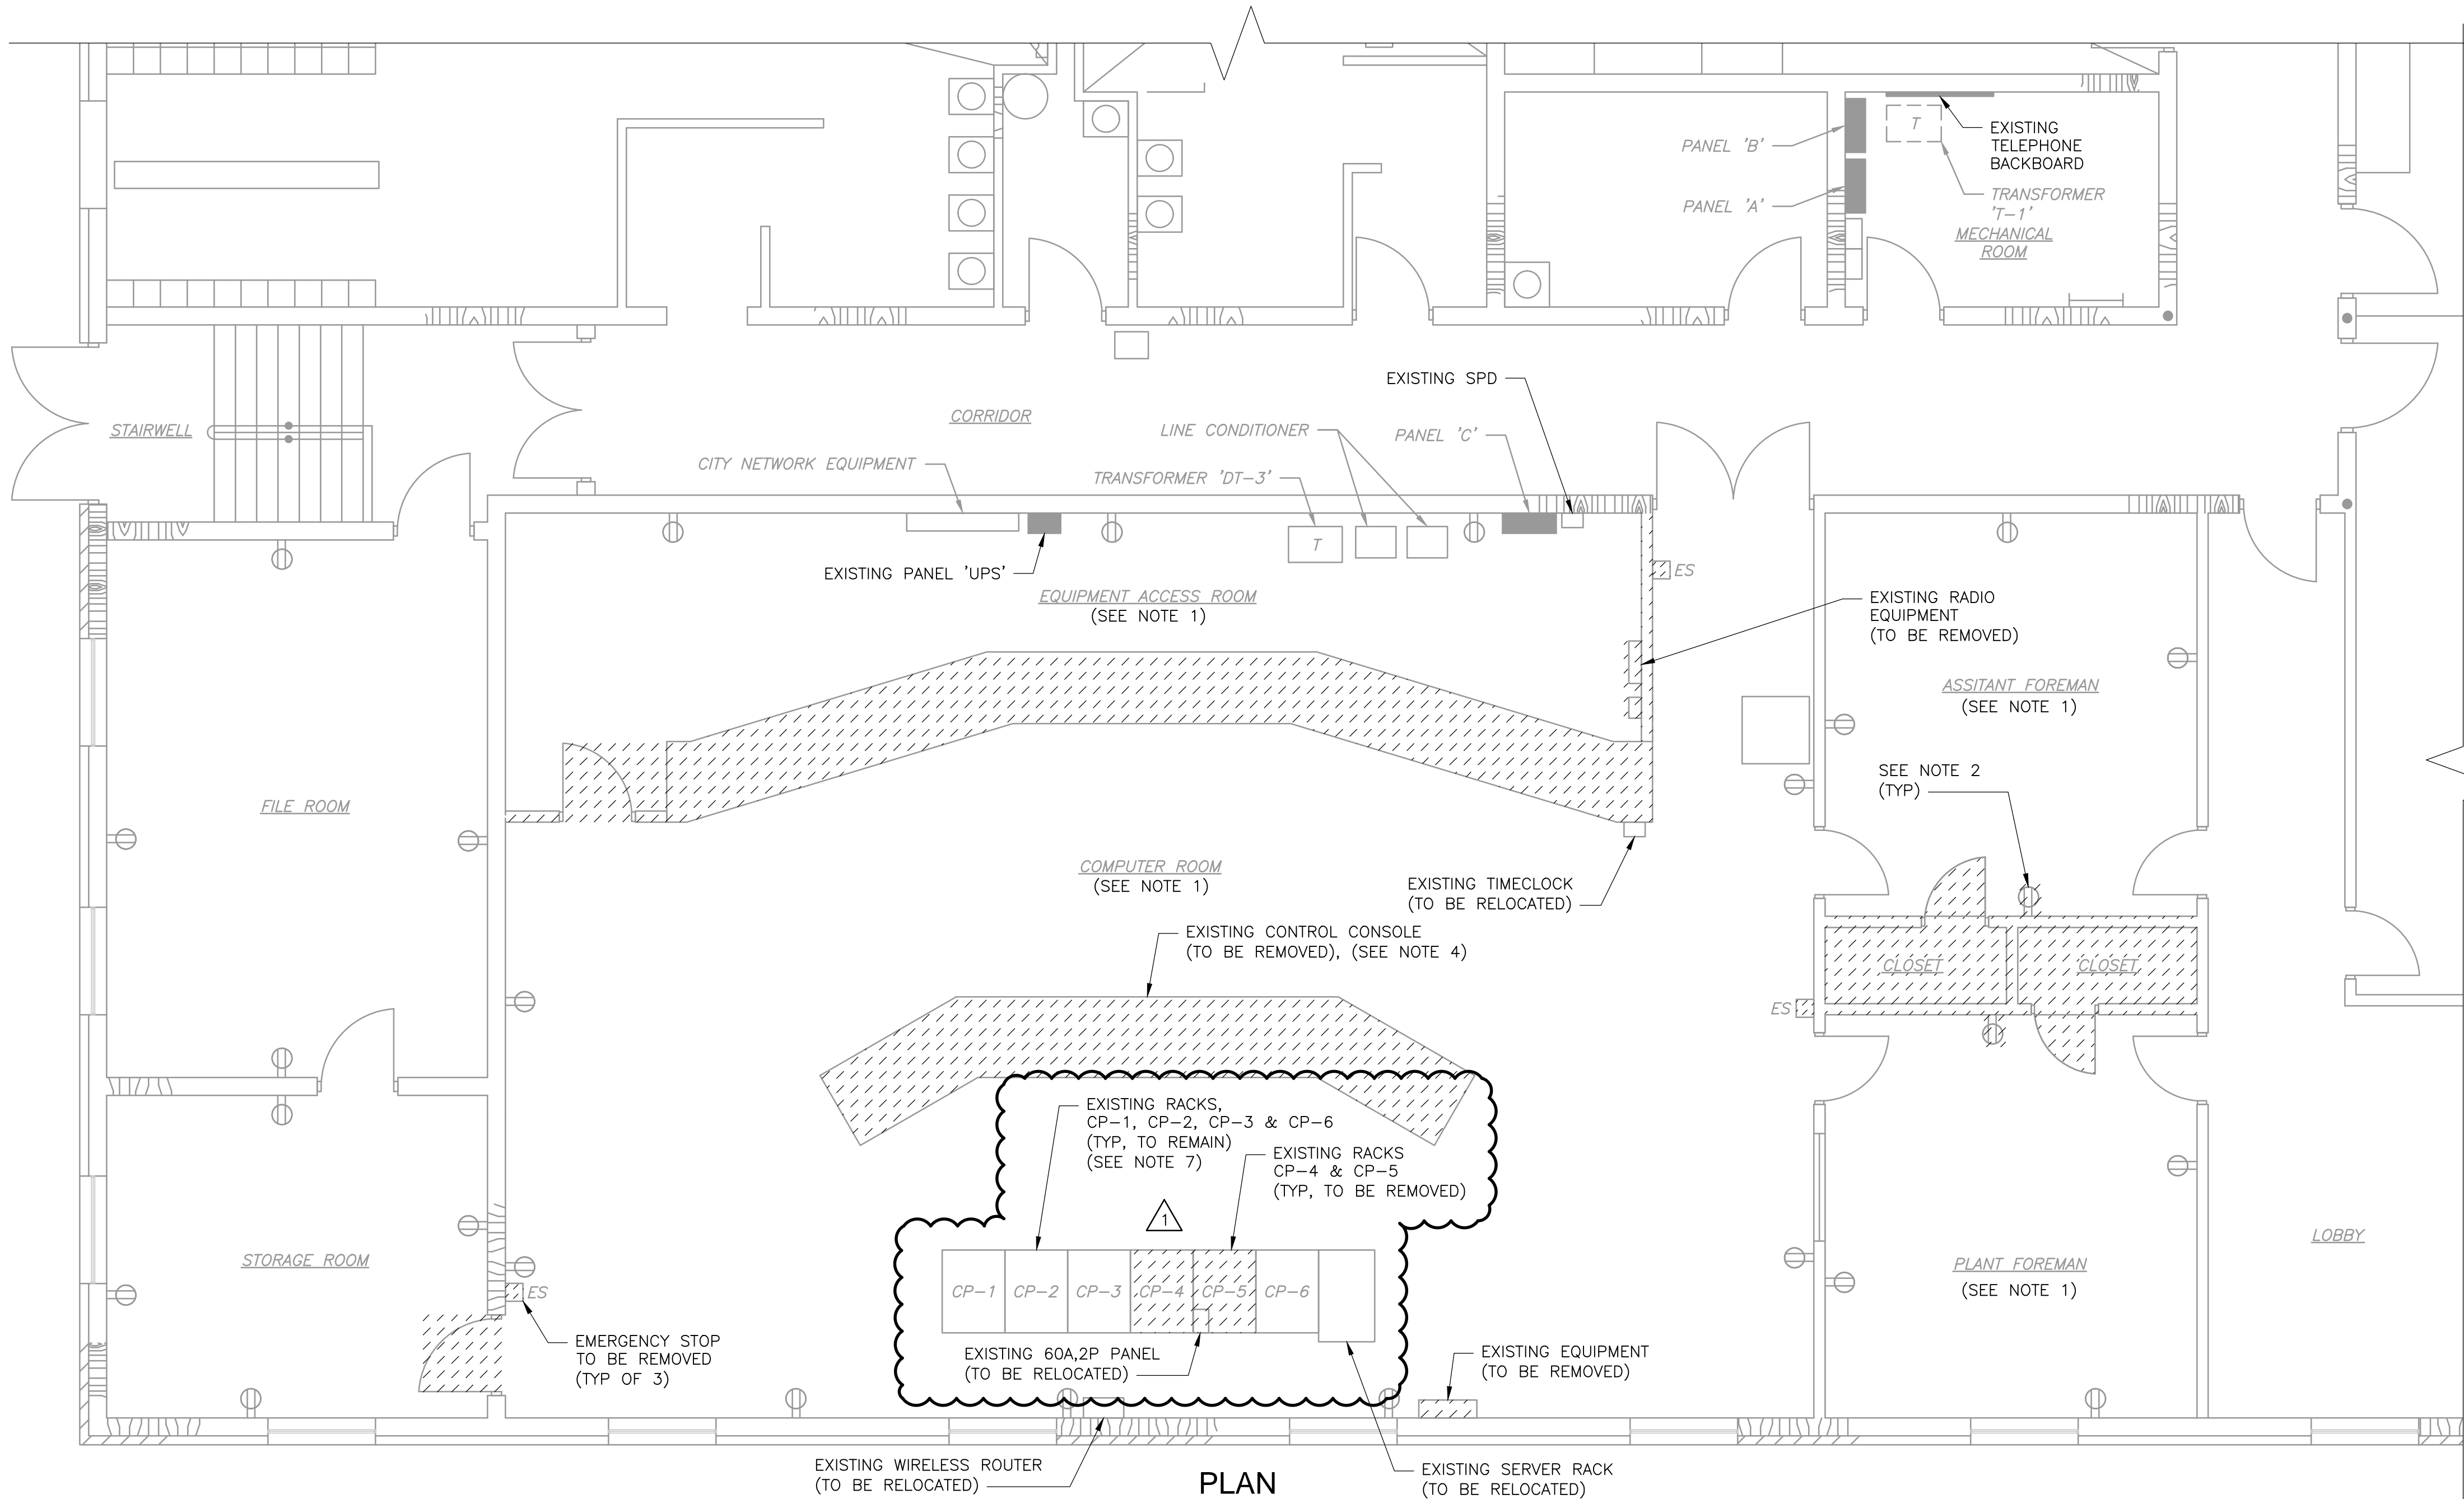 PANEL 'B'
T
EXISTING
TELEPHONE
BACKBOARD
PANEL 'A'
TRANSFORMER
'T-1'
MECHANICAL
ROOM
EXISTING SPD
STAIRWELL
CORRIDOR
LINE CONDITIONER
PANEL 'C'
CITY NETWORK EQUIPMENT
TRANSFORMER 'DT-3'
T
EXISTING PANEL 'UPS'
ES
EQUIPMENT ACCESS ROOM
(SEE NOTE 1)
EXISTING RADIO
EQUIPMENT
(TO BE REMOVED)
ASSITANT FOREMAN
(SEE NOTE 1)
SEE NOTE 2
(TYP)
FILE ROOM
COMPUTER ROOM
(SEE NOTE 1)
EXISTING TIMECLOCK
(TO BE RELOCATED)
EXISTING CONTROL CONSOLE
(TO BE REMOVED), (SEE NOTE 4)
CLOSET
CLOSET
ES
EXISTING RACKS,
CP-1, CP-2, CP-3 & CP-6
(TYP, TO REMAIN)
(SEE NOTE 7)
EXISTING RACKS
CP-4 & CP-5
(TYP, TO BE REMOVED)
1
STORAGE ROOM
LOBBY
PLANT FOREMAN
(SEE NOTE 1)
ES
CP-1
CP-2
CP-3
CP-4
CP-5
CP-6
EMERGENCY STOP
TO BE REMOVED
(TYP OF 3)
EXISTING 60A,2P PANEL
(TO BE RELOCATED)
EXISTING EQUIPMENT
(TO BE REMOVED)
EXISTING WIRELESS ROUTER
(TO BE RELOCATED)
PLAN
EXISTING SERVER RACK
(TO BE RELOCATED)